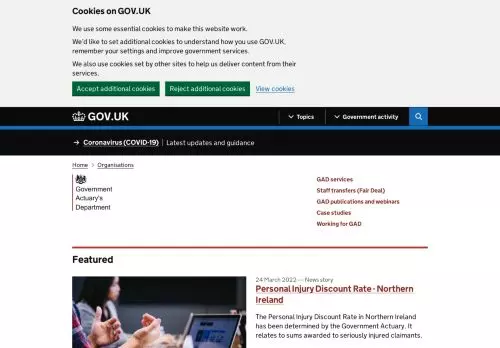 Cookies on GOV.UK
We use some essential cookies to make this website work.
We'd like to set additional cookies to understand how you use GOV.UK,
remember your settings and improve government services.
We also use cookies set by other sites to help us deliver content from their
services.
Accept additional cookies Reject additional cookies View cookies
GOV.UK Topics Government activity
→ Coronavirus (COVID-19) Latest updates and guidance
Home > Organisations
Government
Actuary's
Department
GAD services
Staff transfers (Fair Deal)
GAD publications and webinars
Case studies
Working for GAD
Featured
24 March 2022 — News story
Personal Injury Discount Rate - Northern
Ireland
The Personal Injury Discount Rate in Northern Ireland
has been determined by the Government Actuary. It
relates to sums awarded to seriously injured claimants.